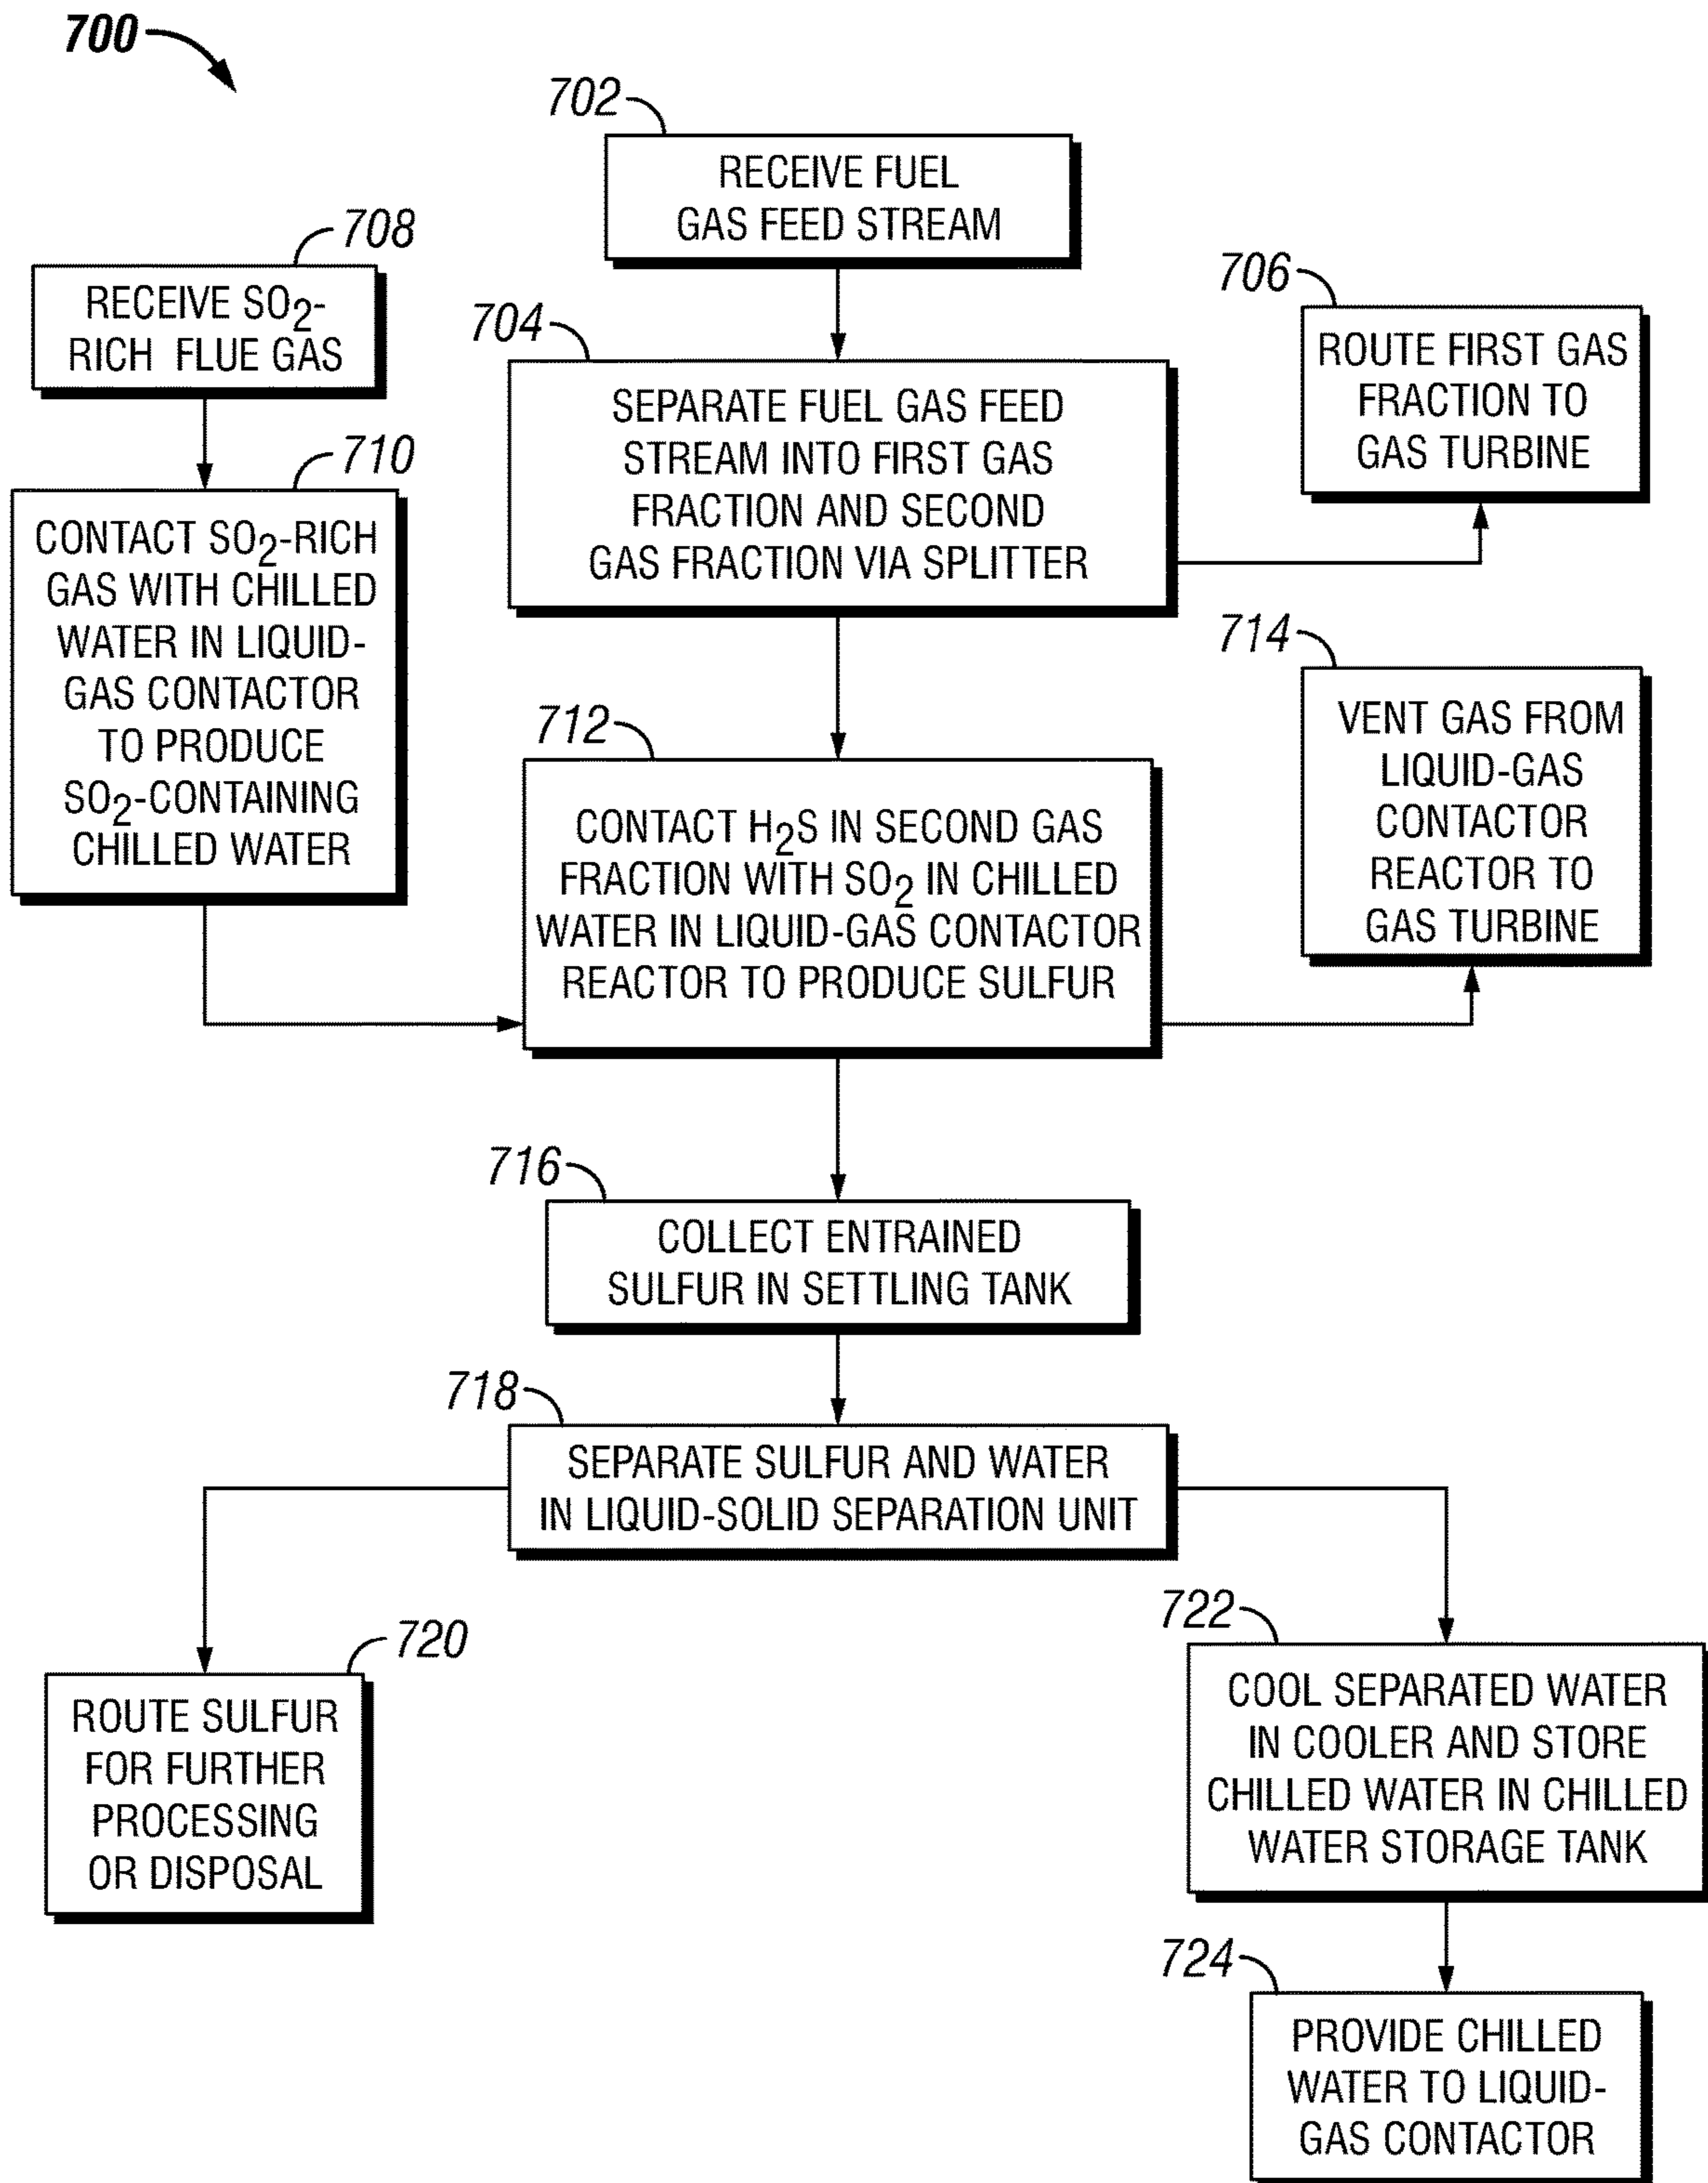 700
702
RECEIVE FUEL
GAS FEED STREAM
708
RECEIVE SO2-
RICH FLUE GAS
704
SEPARATE FUEL GAS FEED
STREAM INTO FIRST GAS
FRACTION AND SECOND
GAS FRACTION VIA SPLITTER
706
ROUTE FIRST GAS
FRACTION TO
GAS TURBINE
710
CONTACT SO2-RICH
GAS WITH CHILLED
WATER IN LIQUID-
GAS CONTACTOR
TO PRODUCE
SO2-CONTAINING
CHILLED WATER
712
CONTACT H2S IN SECOND GAS
FRACTION WITH SO2 IN CHILLED
WATER IN LIQUID-GAS CONTACTOR
REACTOR TO PRODUCE SULFUR
714
VENT GAS FROM
LIQUID-GAS
CONTACTOR
REACTOR TO
GAS TURBINE
716
COLLECT ENTRAINED
SULFUR IN SETTLING TANK
718
SEPARATE SULFUR AND WATER
IN LIQUID-SOLID SEPARATION UNIT
720
ROUTE SULFUR
FOR FURTHER
PROCESSING
OR DISPOSAL
722
COOL SEPARATED WATER
IN COOLER AND STORE
CHILLED WATER IN CHILLED
WATER STORAGE TANK
724
PROVIDE CHILLED
WATER TO LIQUID-
GAS CONTACTOR